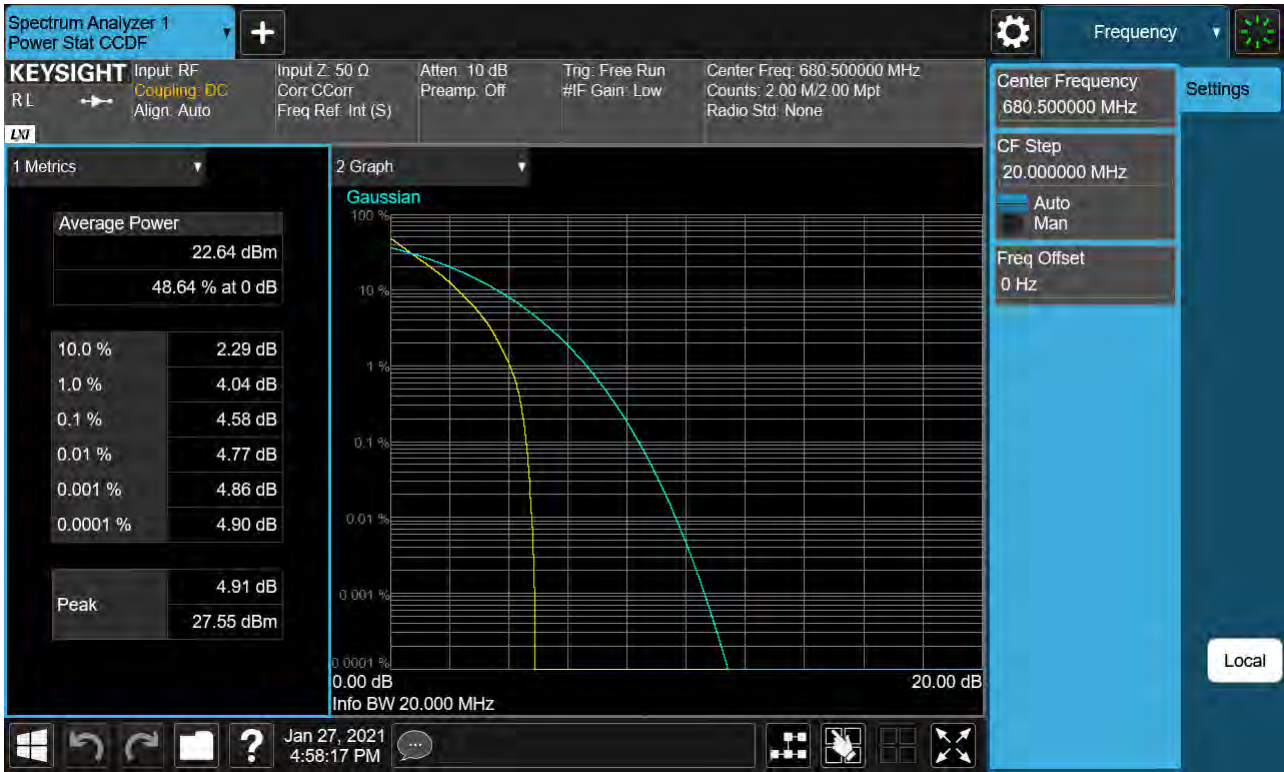 Spectrum Analyzer 1
Power Stat CCDF
+
Frequency
KEYSIGHT
RL
LXI
Input: RF
Coupling: DC
Align: Auto
Input Z: 50 Ω
Corr CCorr
Freq Ref: Int (S)
Atten: 10 dB
Preamp: Off
Trig: Free Run
#IF Gain: Low
Center Freq: 680.500000 MHz
Counts: 2.00 M/2.00 Mpt
Radio Std: None
Center Frequency
680.500000 MHz
CF Step
20.000000 MHz
Auto
Man
Freq Offset
0 Hz
Settings
Local
1 Metrics
Average Power
22.64 dBm
48.64 % at 0 dB
10.0 % 2.29 dB
1.0 % 4.04 dB
0.1 % 4.58 dB
0.01 % 4.77 dB
0.001 % 4.86 dB
0.0001 % 4.90 dB
Peak
4.91 dB
27.55 dBm
2 Graph
Gaussian
100 %
10 %
1 %
0.1 %
0.01 %
0.001 %
0.0001 %
0.00 dB 20.00 dB
Info BW 20.000 MHz
?
Jan 27, 2021
4:58:17 PM